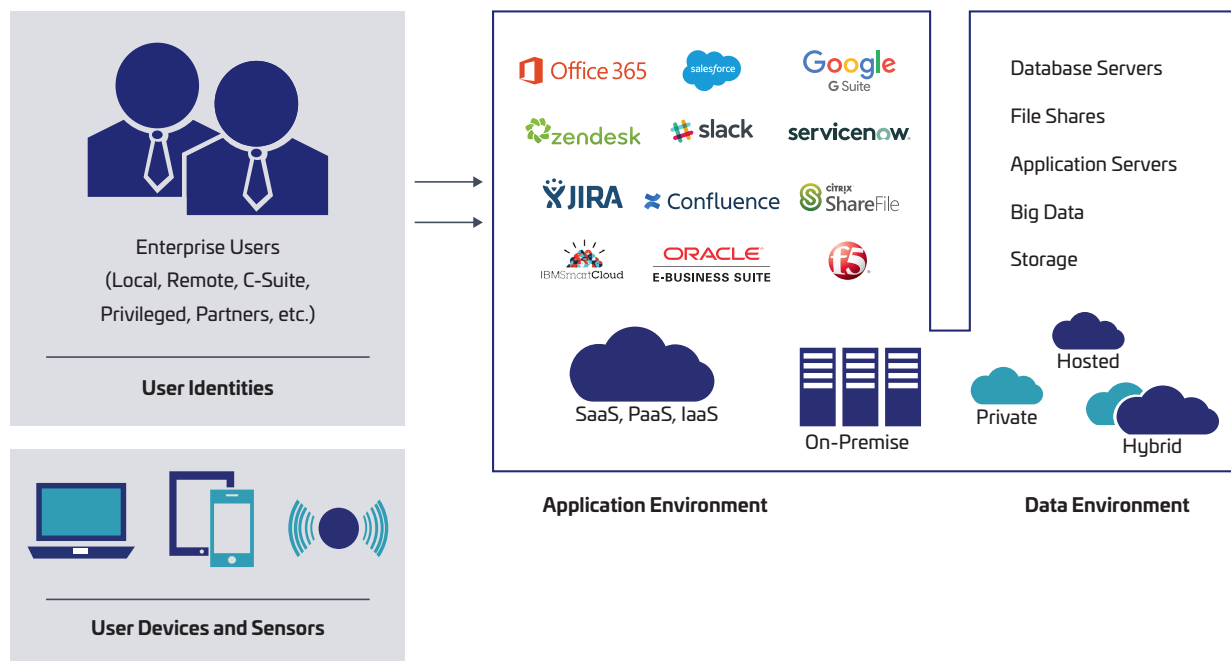 Enterprise Users
(Local, Remote, C-Suite,
Privileged, Partners, etc.)
User Identities
User Devices and Sensors
Office 365
salesforce
Google
G Suite
zendesk
slack
servicenow®
JIRA
Confluence
CITRIX
ShareFile
IBMSmartCloud
ORACLE®
E-BUSINESS SUITE
f5®
SaaS, PaaS, IaaS
On-Premise
Application Environment
Database Servers
File Shares
Application Servers
Big Data
Storage
Hosted
Private
Hybrid
Data Environment